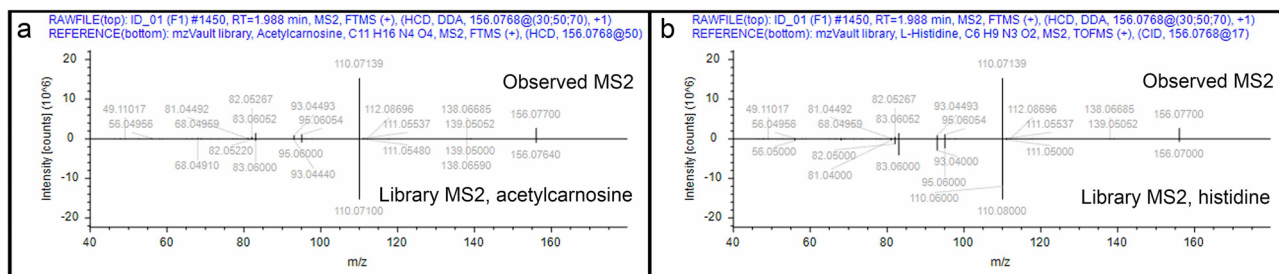 a
RAWFILE(top): ID_01 (F1) #1450, RT=1.988 min, MS2, FTMS (+), (HCD, DDA, 156.0768@(30;50;70), +1)
REFERENCE(bottom): mzVault library, Acetylcarnosine, C11 H16 N4 O4, MS2, FTMS (+), (HCD, 156.0768@50)
Intensity [counts] (10^6)
20
10
0
-10
-20
110.07139
Observed MS2
82.05267
49.11017 81.04492 83.06052 93.04493 112.08696 138.06685 156.07700
56.04956 68.04959 95.06054 111.05537 139.05052
82.05220 95.06000 111.05480 139.05000 156.07640
68.04910 83.06000 93.04440 138.06590
Library MS2, acetylcarnosine
110.07100
40 60 80 100 120 140 160
m/z
b
RAWFILE(top): ID_01 (F1) #1450, RT=1.988 min, MS2, FTMS (+), (HCD, DDA, 156.0768@(30;50;70), +1)
REFERENCE(bottom): mzVault library, L-Histidine, C6 H9 N3 O2, MS2, TOFMS (+), (CID, 156.0768@17)
Intensity [counts] (10^6)
20
10
0
-10
-20
110.07139
Observed MS2
82.05267
49.11017 81.04492 83.06052 93.04493 112.08696 138.06685 156.07700
56.04956 68.04959 95.06054 111.05537 139.05052
56.05000 82.05000 83.06000 93.04000 111.05000 156.07000
81.04000 95.06000
110.06000
Library MS2, histidine
110.08000
40 60 80 100 120 140 160
m/z